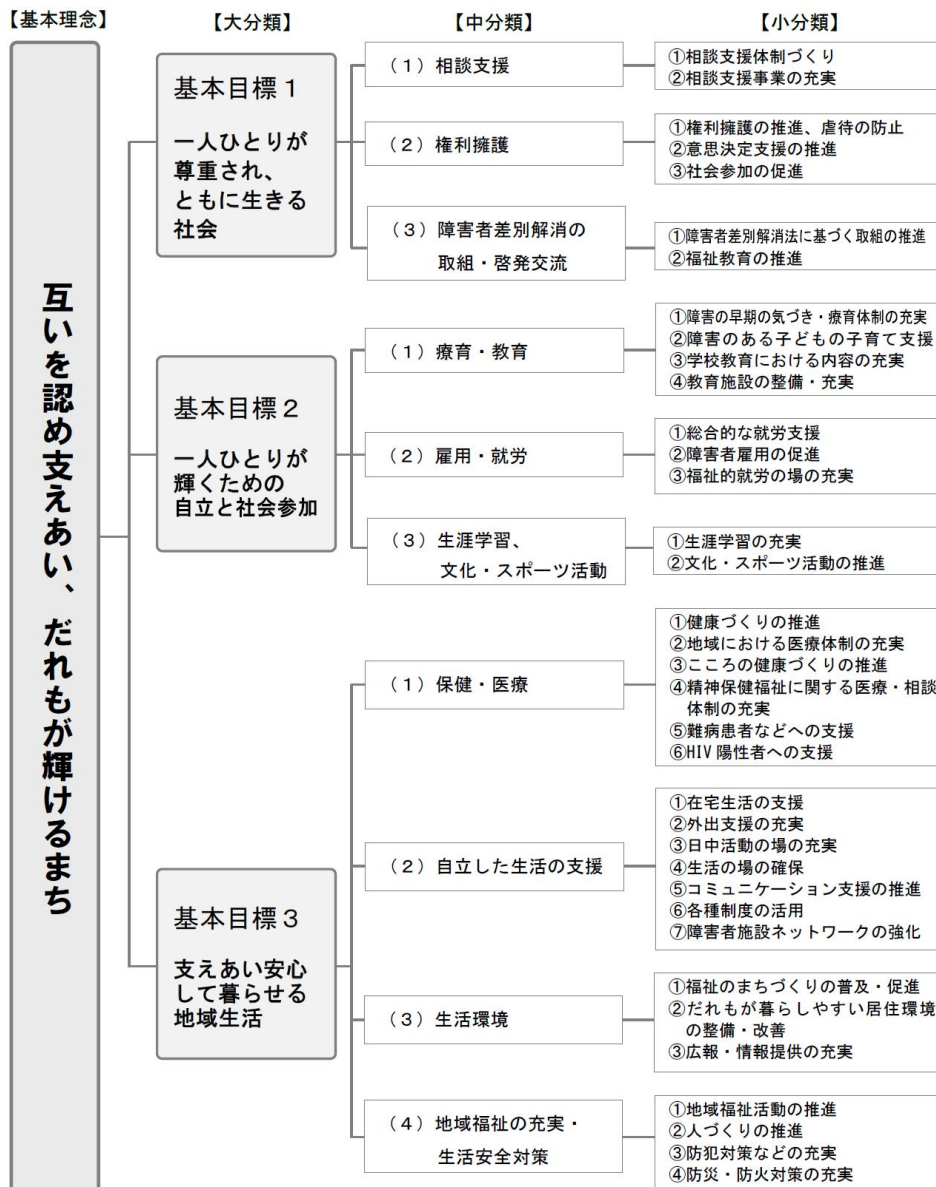 【基本理念】
【大分類】
【中分類】
【小分類】
互いを認め支えあい、だれもが輝けるまち
基本目標1
一人ひとりが
尊重され、
ともに生きる
社会
(1)相談支援
①相談支援体制づくり
②相談支援事業の充実
(2)権利擁護
①権利擁護の推進、虐待の防止
②意思決定支援の推進
③社会参加の促進
(3)障害者差別解消の
取組・啓発交流
①障害者差別解消法に基づく取組の推進
②福祉教育の推進
基本目標2
一人ひとりが
輝くための
自立と社会参加
(1)療育・教育
①障害の早期の気づき・療育体制の充実
②障害のある子どもの子育て支援
③学校教育における内容の充実
④教育施設の整備・充実
(2)雇用・就労
①総合的な就労支援
②障害者雇用の促進
③福祉的就労の場の充実
(3)生涯学習、
文化・スポーツ活動
①生涯学習の充実
②文化・スポーツ活動の推進
基本目標3
支えあい安心
して暮らせる
地域生活
(1)保健・医療
①健康づくりの推進
②地域における医療体制の充実
③こころの健康づくりの推進
④精神保健福祉に関する医療・相談
体制の充実
⑤難病患者などへの支援
⑥HIV陽性者への支援
(2)自立した生活の支援
①在宅生活の支援
②外出支援の充実
③日中活動の場の充実
④生活の場の確保
⑤コミュニケーション支援の推進
⑥各種制度の活用
⑦障害者施設ネットワークの強化
(3)生活環境
①福祉のまちづくりの普及・促進
②だれもが暮らしやすい居住環境
の整備・改善
③広報・情報提供の充実
(4)地域福祉の充実・
生活安全対策
①地域福祉活動の推進
②人づくりの推進
③防犯対策などの充実
④防災・防火対策の充実